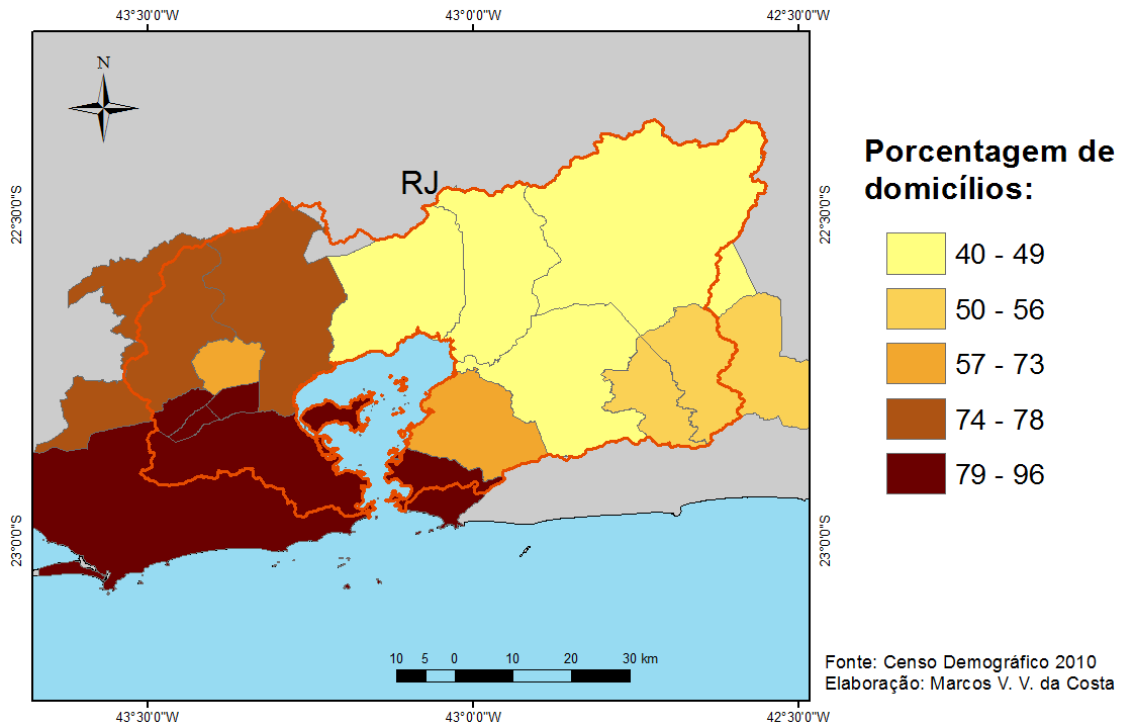 43°30'0"W
43°0'0"W
42°30'0"W
N
RJ
22°30'0"S
22°30'0"S
23°0'0"S
23°0'0"S
Porcentagem de
domicílios:
40 - 49
50 - 56
57 - 73
74 - 78
79 - 96
10 5 0 10 20 30 km
Fonte: Censo Demográfico 2010
Elaboração: Marcos V. V. da Costa
43°30'0"W
43°0'0"W
42°30'0"W